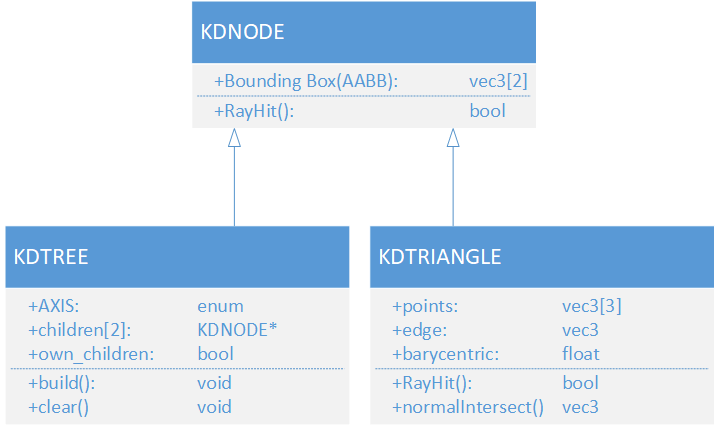 KDNODE
+Bounding Box(AABB): vec3[2]
+RayHit(): bool
KDTREE
+AXIS: enum
+children[2]: KDNODE*
+own_children: bool
+build(): void
+clear() void
KDTRIANGLE
+points: vec3[3]
+edge: vec3
+barycentric: float
+RayHit(): bool
+normalIntersect() vec3